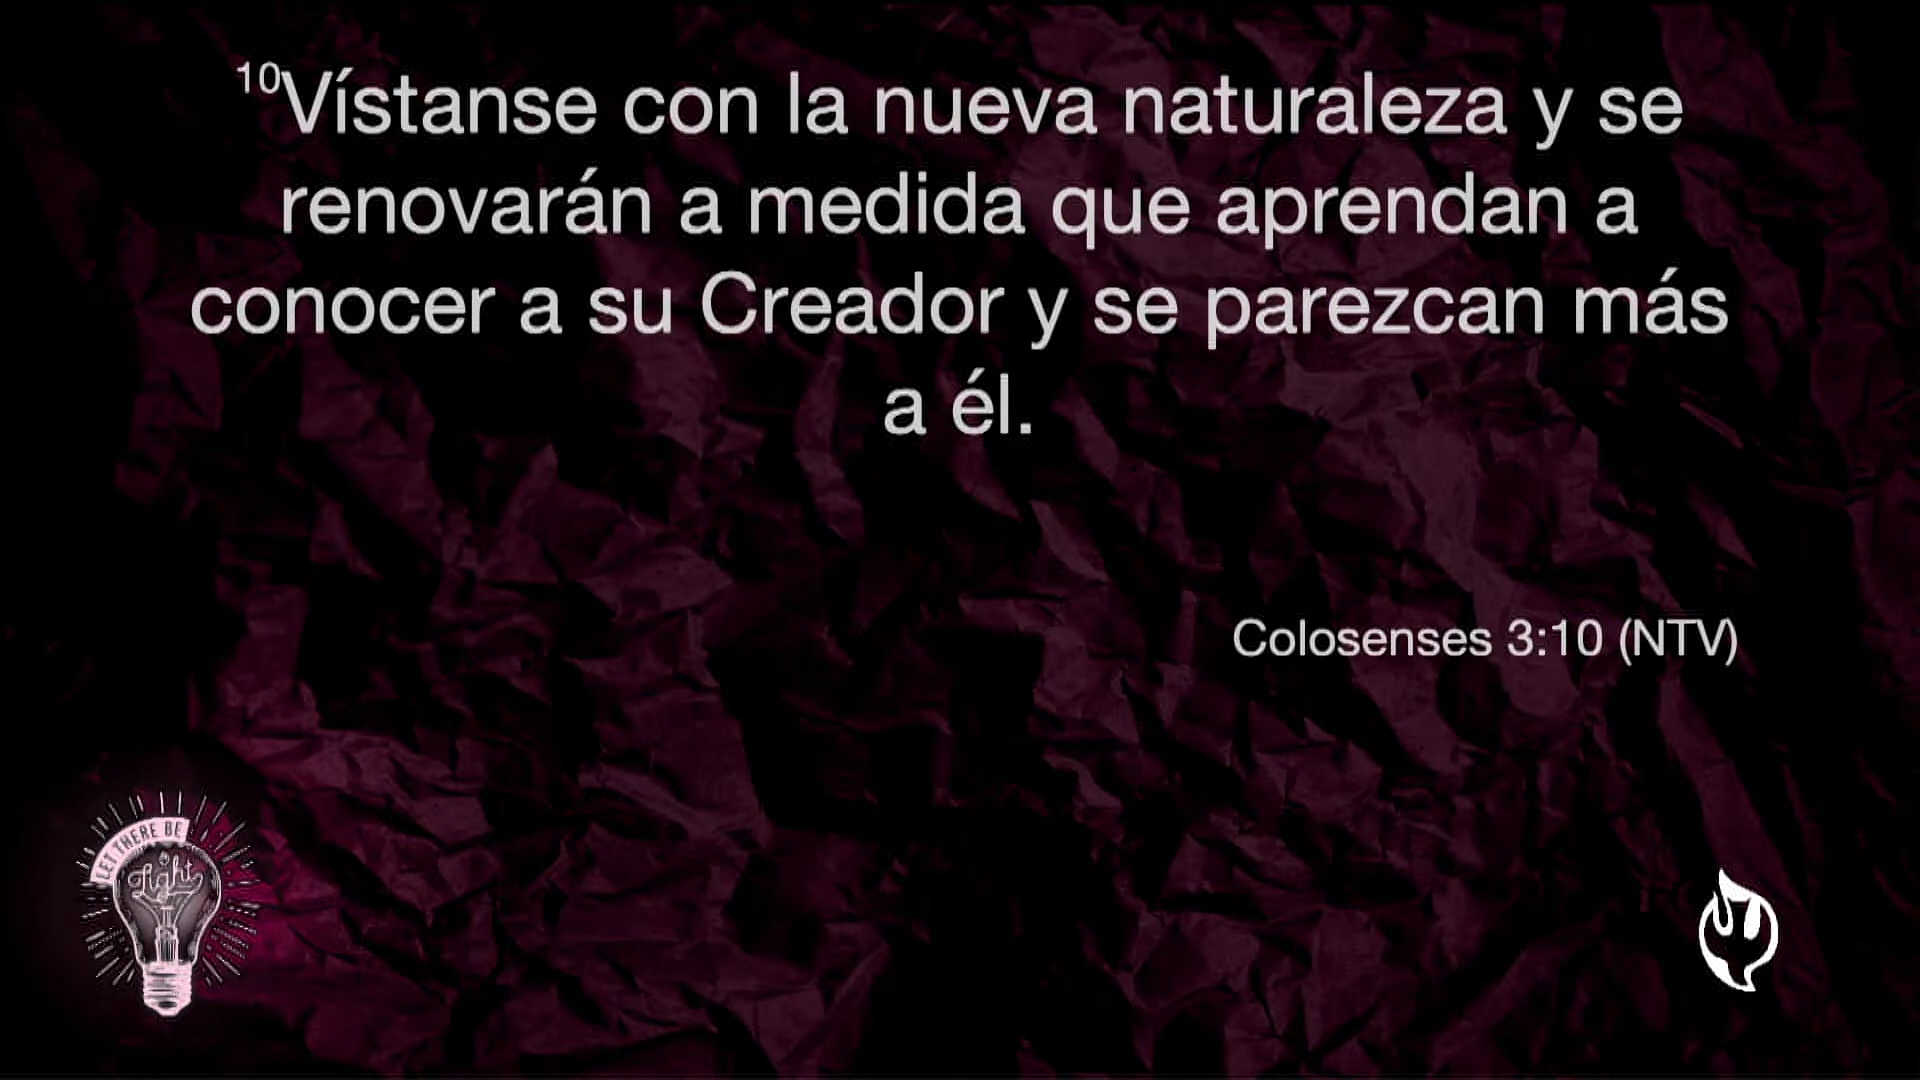 10Vístanse con la nueva naturaleza y se
renovarán a medida que aprendan a
conocer a su Creador y se parezcan más
a él.
Colosenses 3:10 (NTV)
LET THERE BE
Light